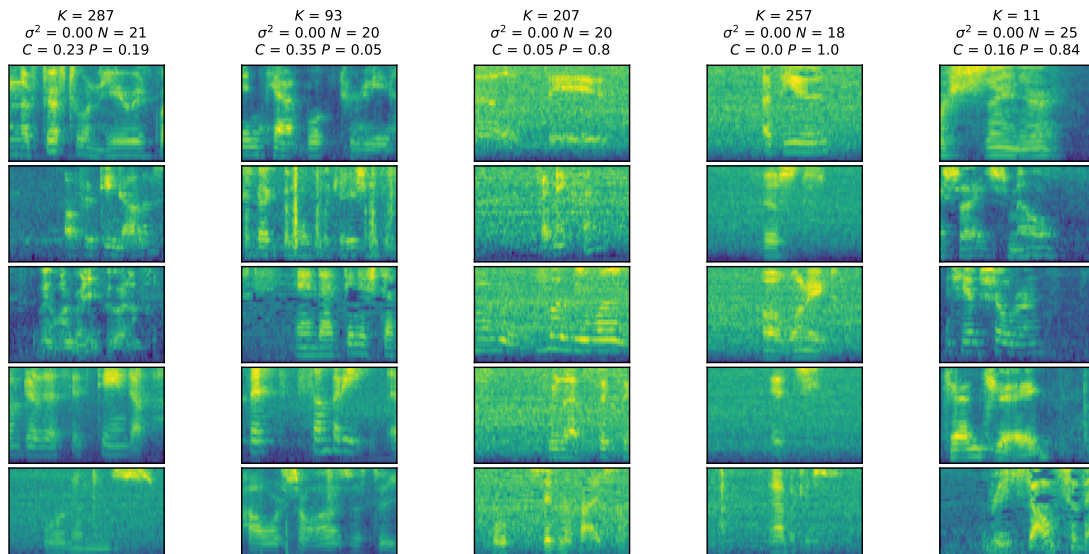 K = 287
σ² = 0.00 N = 21
C = 0.23 P = 0.19
K = 93
σ² = 0.00 N = 20
C = 0.35 P = 0.05
K = 207
σ² = 0.00 N = 20
C = 0.05 P = 0.8
K = 257
σ² = 0.00 N = 18
C = 0.0 P = 1.0
K = 11
σ² = 0.00 N = 25
C = 0.16 P = 0.84